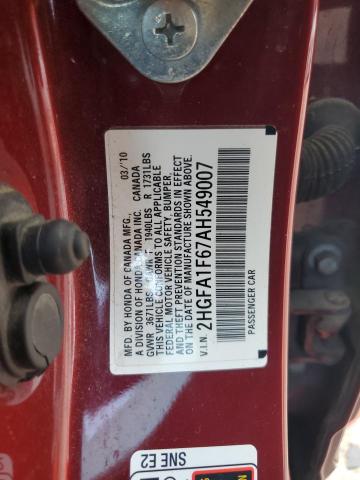 MFD. BY HONDA OF CANADA MFG., 03/10
A DIVISION OF HONDA CANADA INC. CANADA
GVWR 3671LBS F 1940LBS R 1731LBS
THIS VEHICLE CONFORMS TO ALL APPLICABLE
FEDERAL MOTOR VEHICLE SAFETY, BUMPER,
AND THEFT PREVENTION STANDARDS IN EFFECT
ON THE DATE OF MANUFACTURE SHOWN ABOVE.
V.I.N. 2HGFA1F67AH549007
PASSENGER CAR
SNE E2